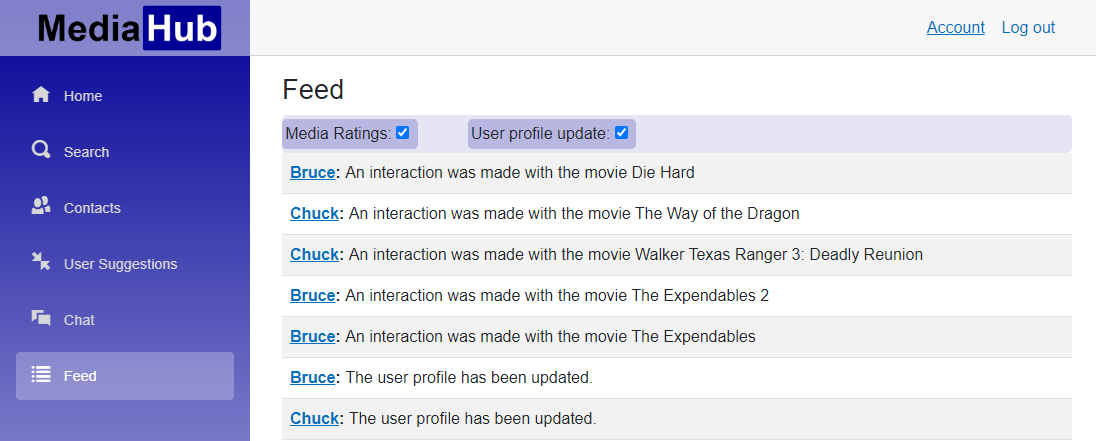 MediaHub
Account Log out
Home
Search
Contacts
User Suggestions
Chat
Feed
Feed
Media Ratings: User profile update:
Bruce: An interaction was made with the movie Die Hard
Chuck: An interaction was made with the movie The Way of the Dragon
Chuck: An interaction was made with the movie Walker Texas Ranger 3: Deadly Reunion
Bruce: An interaction was made with the movie The Expendables 2
Bruce: An interaction was made with the movie The Expendables
Bruce: The user profile has been updated.
Chuck: The user profile has been updated.